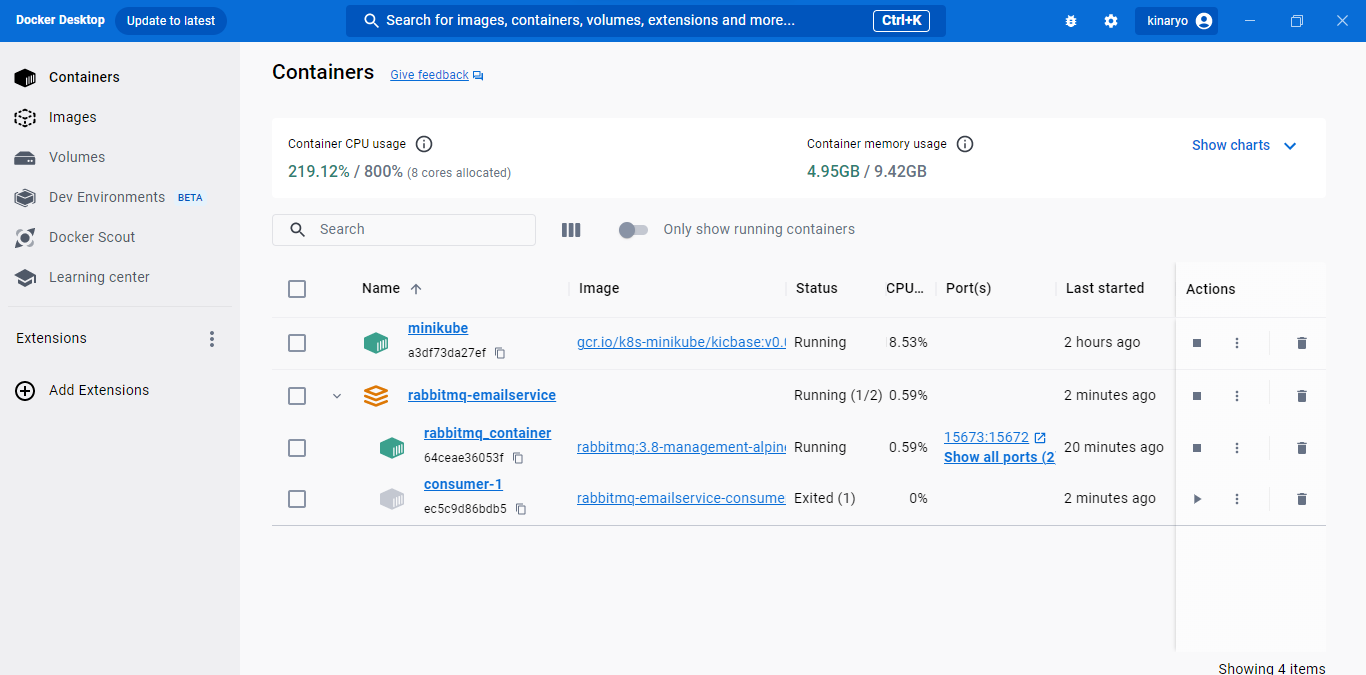 Docker Desktop Update to latest Search for images, containers, volumes, extensions and more... Ctrl+K kinaryo
Containers
Images
Volumes
Dev Environments BETA
Docker Scout
Learning center
Extensions
Add Extensions
Containers Give feedback
Container CPU usage
219.12% / 800% (8 cores allocated)
Container memory usage
4.95GB / 9.42GB
Show charts
Search
Only show running containers
Name Image Status CPU... Port(s) Last started Actions
minikube
a3df73da27ef
gcr.io/k8s-minikube/kicbase:v0. Running 8.53% 2 hours ago
rabbitmq-emailservice Running (1/2) 0.59% 2 minutes ago
rabbitmq_container
64ceae36053f
rabbitmq:3.8-management-alpin Running 0.59%
15673:15672
Show all ports (2
20 minutes ago
consumer-1
ec5c9d86bdb5
rabbitmq-emailservice-consume Exited (1) 0% 2 minutes ago
Showing 4 items